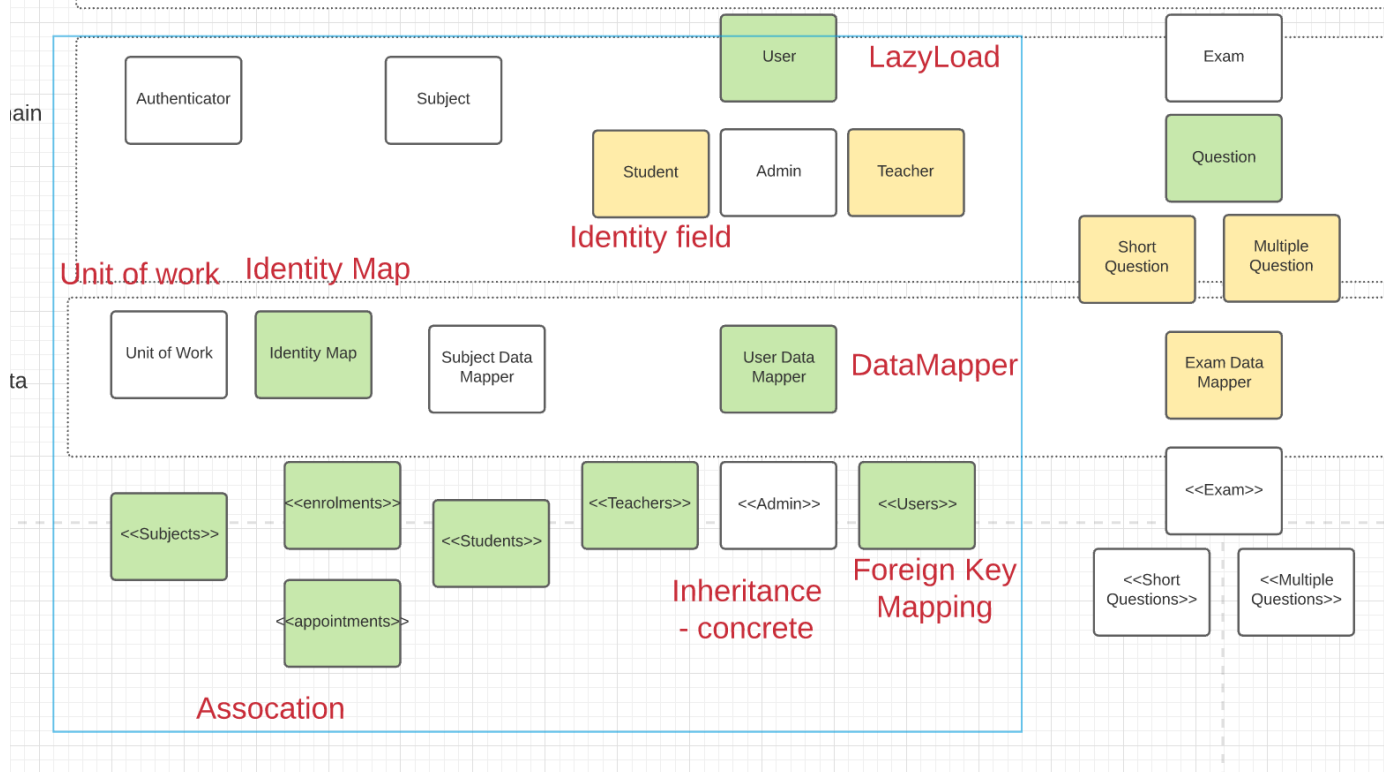 User
LazyLoad
Exam
Authenticator
Subject
ain
Student
Admin
Teacher
Question
Identity field
Short
Question
Multiple
Question
Unit of work
Identity Map
Unit of Work
Identity Map
Subject Data
Mapper
User Data
Mapper
DataMapper
Exam Data
Mapper
ta
<<Subjects>>
<<enrolments>>
<<Students>>
<<Teachers>>
<<Admin>>
<<Users>>
<<Exam>>
<<appointments>>
Inheritance
- concrete
Foreign Key
Mapping
<<Short
Questions>>
<<Multiple
Questions>>
Assocation